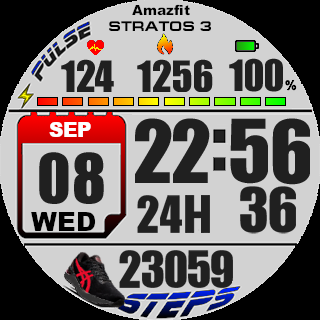 Amazfit
STRATOS 3
PULSE
124 1256 100%
SEP
08
WED
22:56
24H 36
23059
STEPS